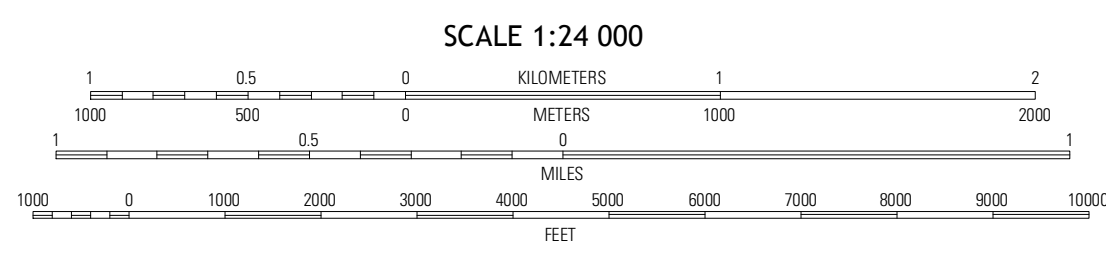 SCALE 1:24 000
1 0.5 0 KILOMETERS 1 2
1000 500 0 METERS 1000 2000
1 0.5 0 1
MILES
1000 0 1000 2000 3000 4000 5000 6000 7000 8000 9000 10000
FEET